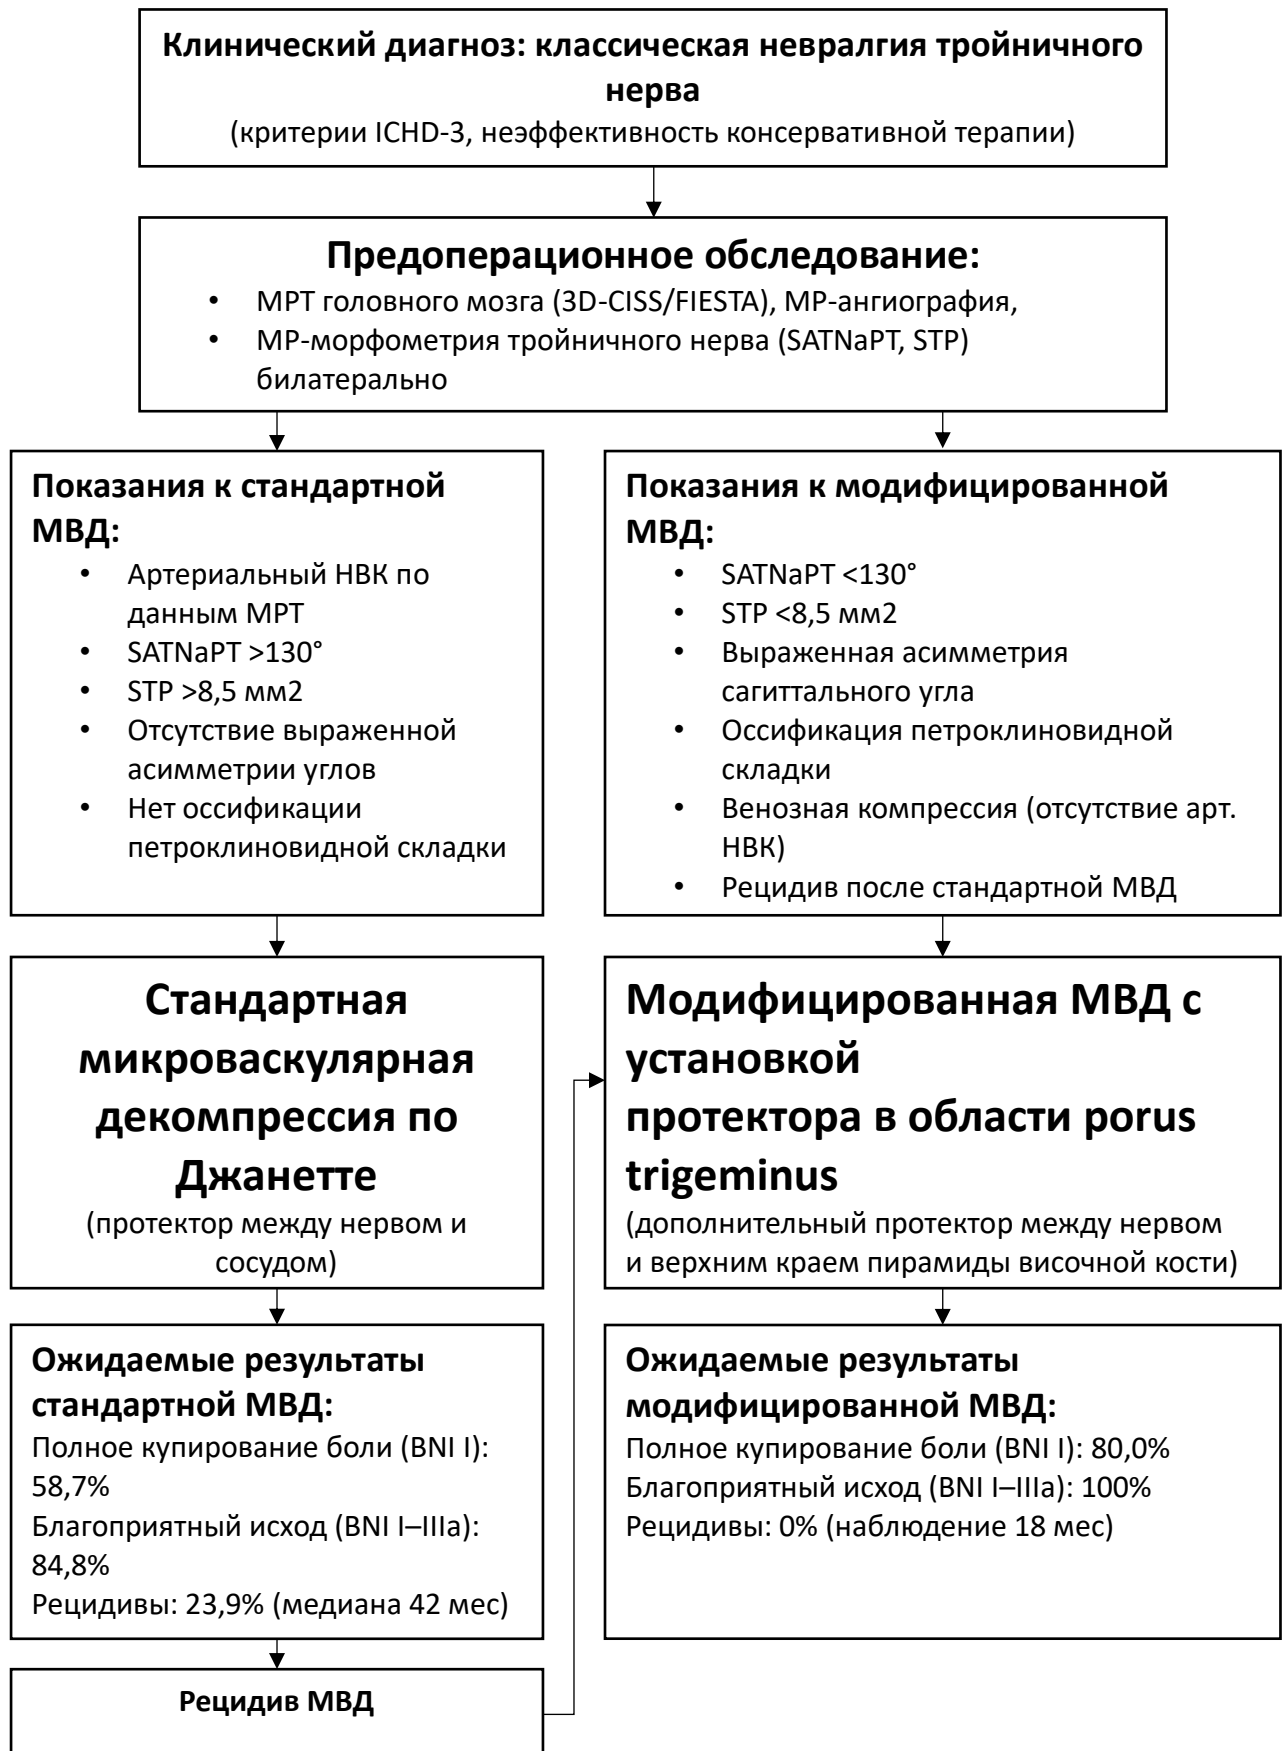 Клинический диагноз: классическая невралгия тройничного
нерва
(критерии ICHD-3, неэффективность консервативной терапии)
Предоперационное обследование:
• МРТ головного мозга (3D-CISS/FIESTA), МР-ангиография,
• МР-морфометрия тройничного нерва (SATNaPT, STP)
билатерально
Показания к стандартной
МВД:
• Артериальный НВК по
данным МРТ
• SATNaPT >130°
• STP >8,5 мм2
• Отсутствие выраженной
асимметрии углов
• Нет оссификации
петроклиновидной складки
Показания к модифицированной
МВД:
• SATNaPT <130°
• STP <8,5 мм2
• Выраженная асимметрия
сагиттального угла
• Оссификация петроклиновидной
складки
• Венозная компрессия (отсутствие арт.
НВК)
• Рецидив после стандартной МВД
Стандартная
микроваскулярная
декомпрессия по
Джанетте
(протектор между нервом и
сосудом)
Модифицированная МВД с
установкой
протектора в области porus
trigeminus
(дополнительный протектор между нервом
и верхним краем пирамиды височной кости)
Ожидаемые результаты
стандартной МВД:
Полное купирование боли (BNI I):
58,7%
Благоприятный исход (BNI I–IIIa):
84,8%
Рецидивы: 23,9% (медиана 42 мес)
Ожидаемые результаты
модифицированной МВД:
Полное купирование боли (BNI I): 80,0%
Благоприятный исход (BNI I–IIIa): 100%
Рецидивы: 0% (наблюдение 18 мес)
Рецидив МВД